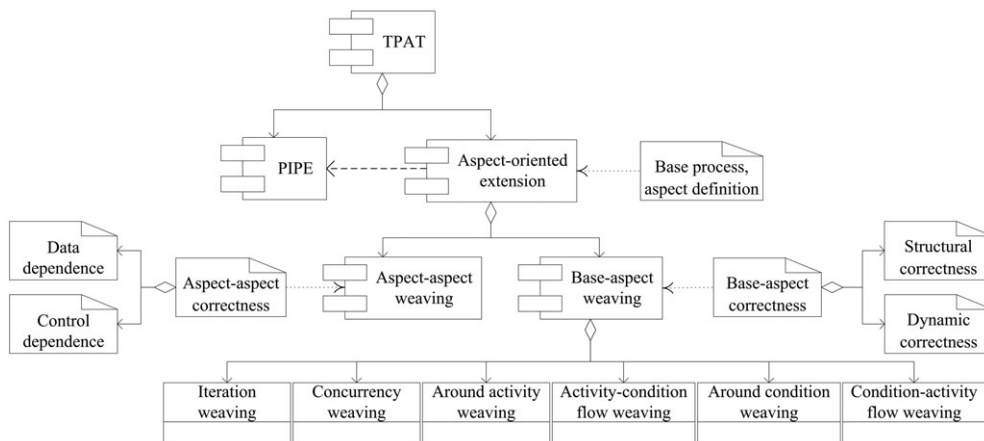 TPAT
PIPE
Aspect-oriented
extension
Base process,
aspect definition
Data
dependence
Control
dependence
Aspect-aspect
correctness
Aspect-aspect
weaving
Base-aspect
weaving
Base-aspect
correctness
Structural
correctness
Dynamic
correctness
Iteration
weaving
Concurrency
weaving
Around activity
weaving
Activity-condition
flow weaving
Around condition
weaving
Condition-activity
flow weaving